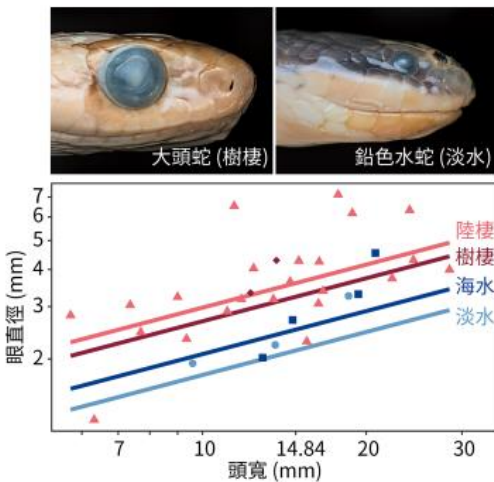 大頭蛇 (樹棲)
鉛色水蛇 (淡水)
7
6
5
4
3
2
眼直徑 (mm)
陸棲
樹棲
海水
淡水
7
10
14.84
20
30
頭寬 (mm)